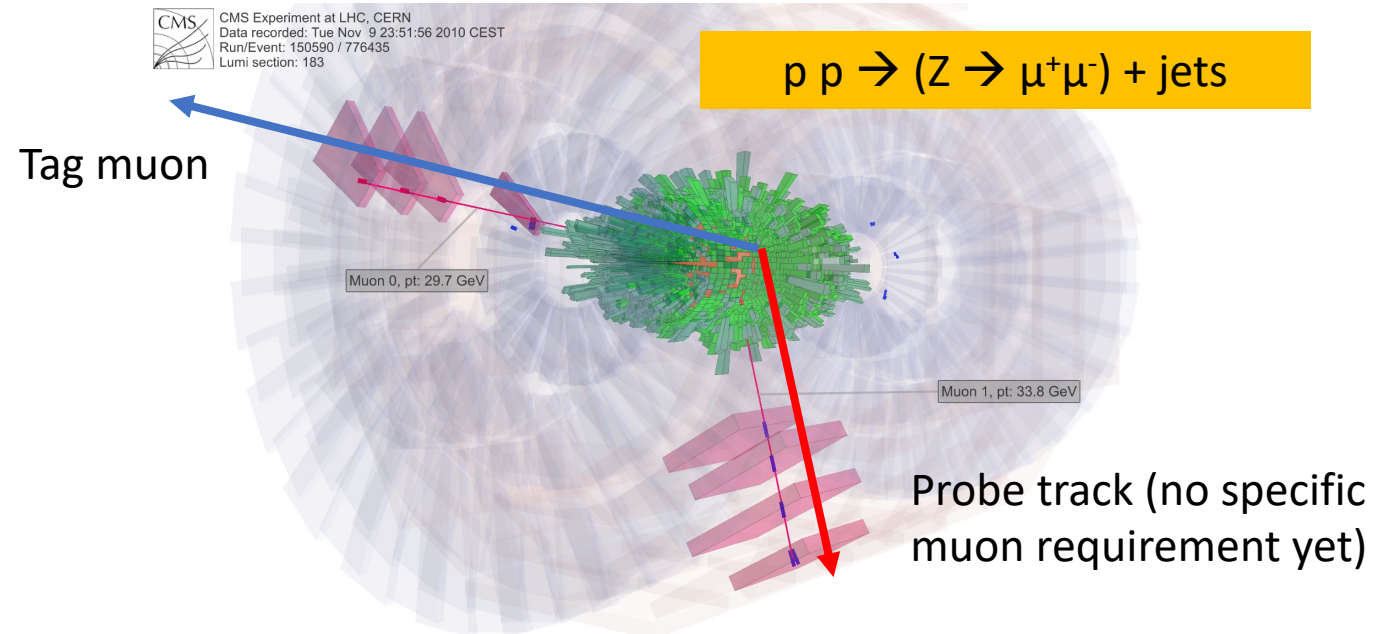 CMS
CMS Experiment at LHC, CERN
Data recorded: Tue Nov  9 23:51:56 2010 CEST
Run/Event: 150590 / 776435
Lumi section: 183
p p → (Z → μ⁺μ⁻) + jets
Tag muon
Muon 0, pt: 29.7 GeV
Muon 1, pt: 33.8 GeV
Probe track (no specific
muon requirement yet)